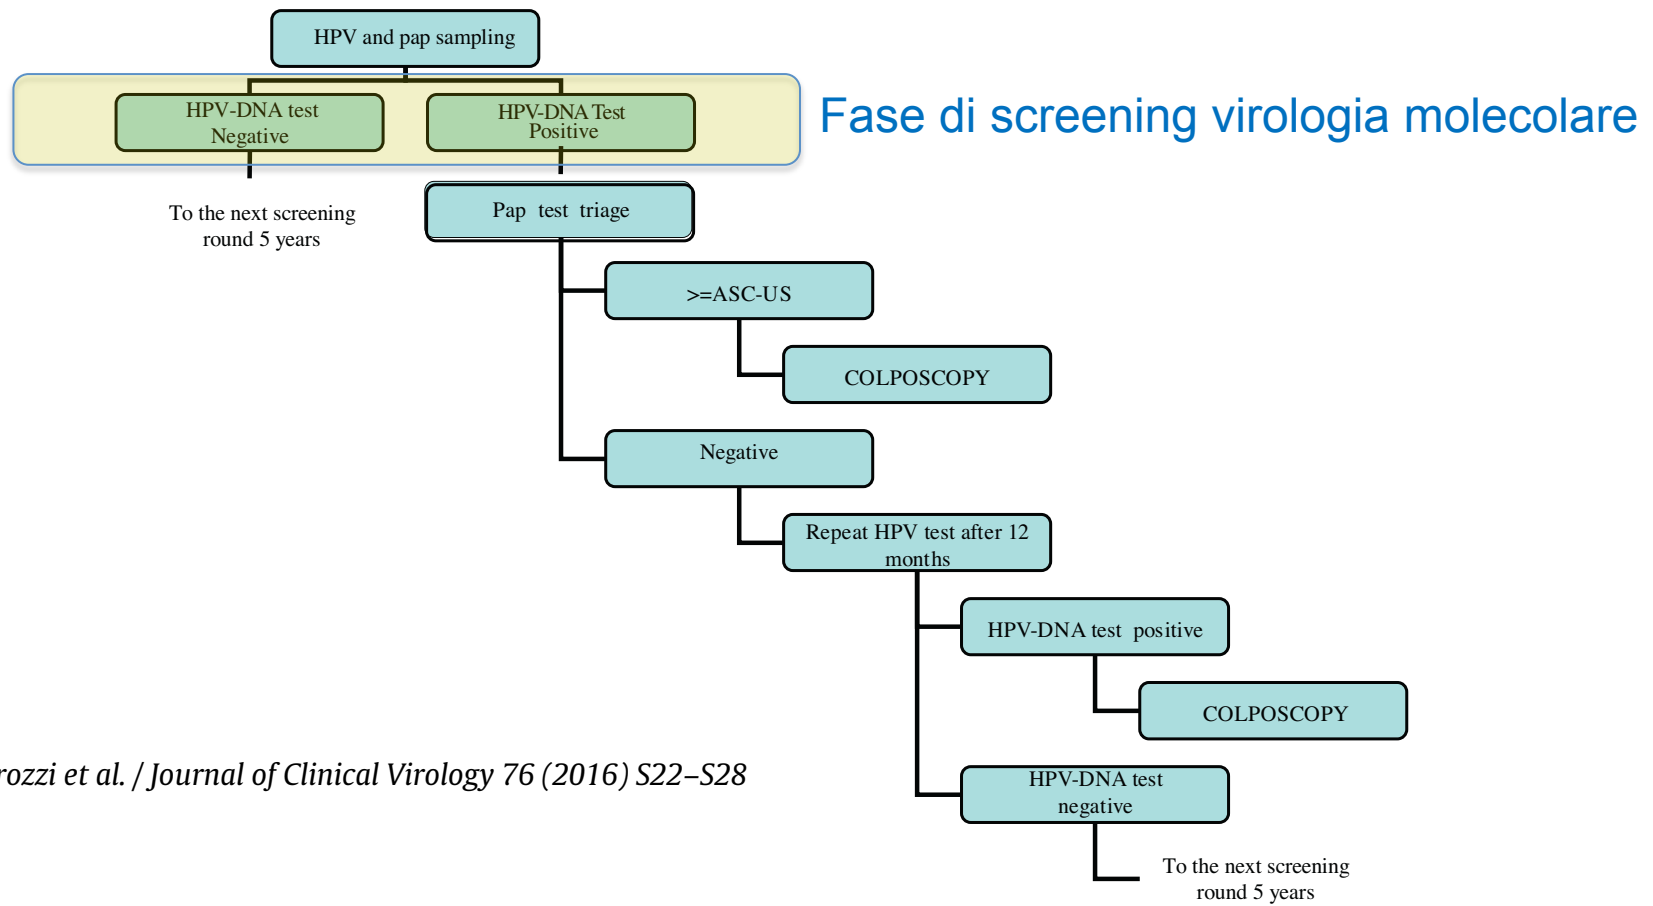 HPV and pap sampling
HPV-DNA test
Negative
HPV-DNA Test
Positive
Fase di screening virologia molecolare
To the next screening
round 5 years
Pap test triage
>=ASC-US
COLPOSCOPY
Negative
Repeat HPV test after 12
months
HPV-DNA test positive
COLPOSCOPY
rozzi et al. / Journal of Clinical Virology 76 (2016) S22–S28
HPV-DNA test
negative
To the next screening
round 5 years